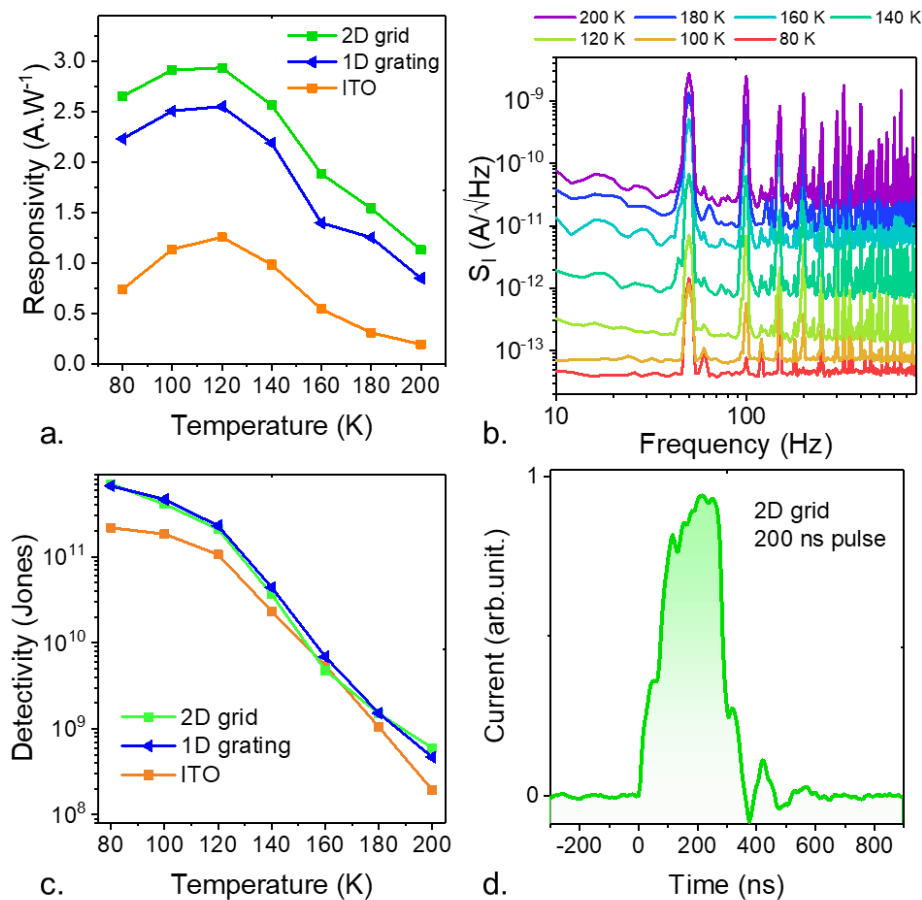 2D grid
1D grating
ITO
3.0
2.5
2.0
1.5
1.0
0.5
0.0
Responsivity (A.W⁻¹)
80 100 120 140 160 180 200
Temperature (K)
a.
200 K 180 K 160 K 140 K
120 K 100 K 80 K
10⁻⁹
10⁻¹⁰
10⁻¹¹
10⁻¹²
10⁻¹³
S_I (A/√Hz)
10 100
Frequency (Hz)
b.
10¹¹
10¹⁰
10⁹
10⁸
Detectivity (Jones)
2D grid
1D grating
ITO
80 100 120 140 160 180 200
Temperature (K)
c.
1
0
Current (arb.unit.)
2D grid
200 ns pulse
-200 0 200 400 600 800
Time (ns)
d.